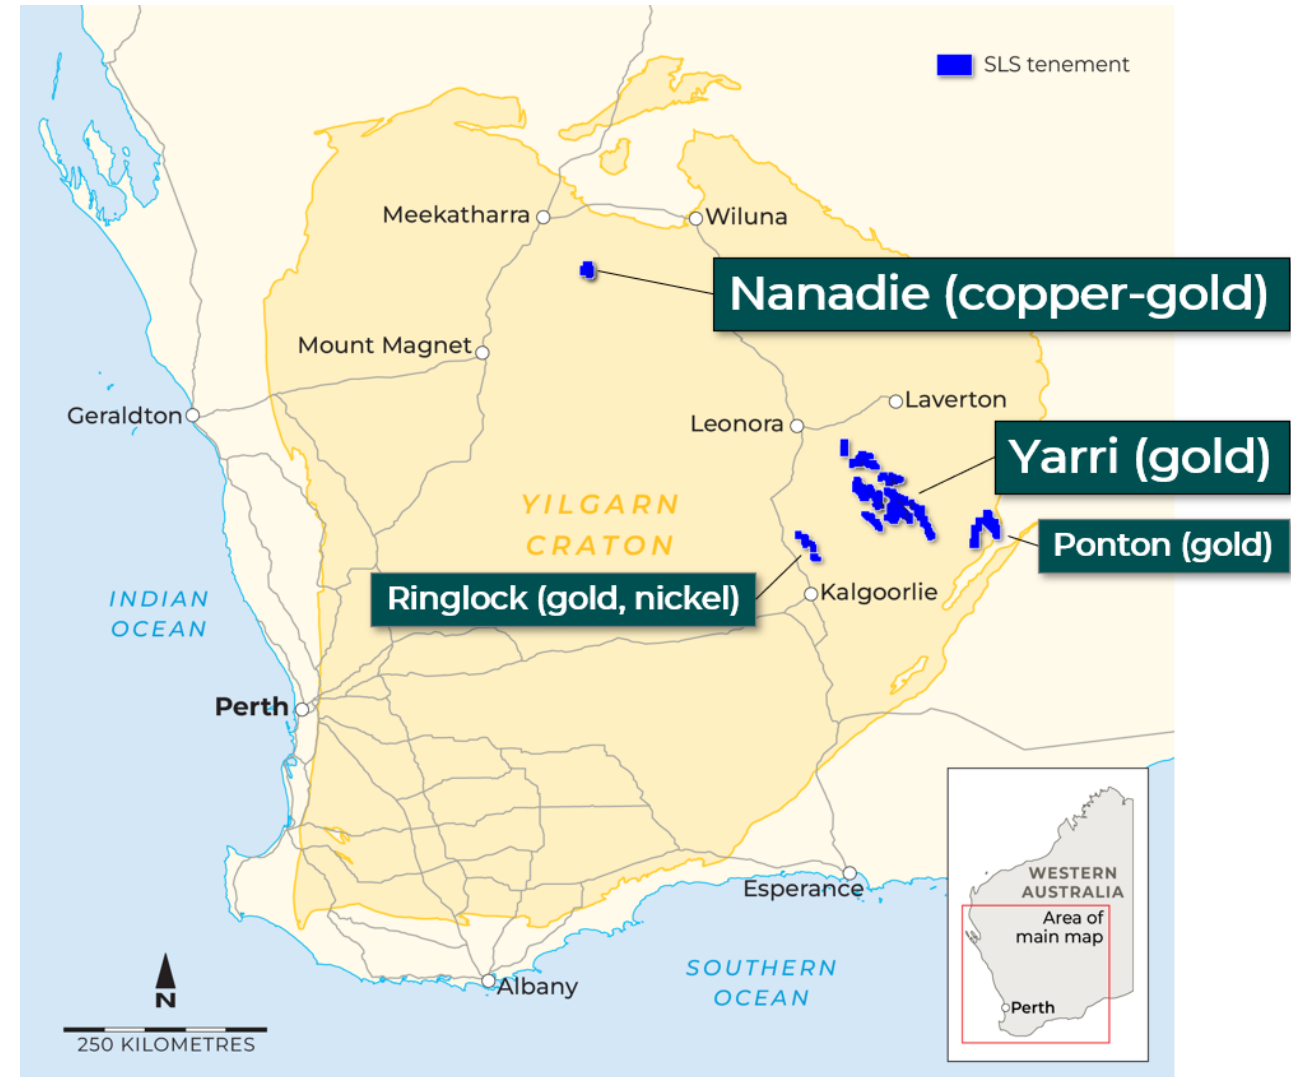 SLS tenement
Meekatharra
Wiluna
Nanadie (copper-gold)
Mount Magnet
Laverton
Geraldton
Leonora
Yarri (gold)
YILGARN
CRATON
Ponton (gold)
Ringlock (gold, nickel)
Kalgoorlie
INDIAN
OCEAN
Perth
WESTERN
AUSTRALIA
Esperance
Area of
main map
SOUTHERN
OCEAN
Albany
Perth
N
250 KILOMETRES